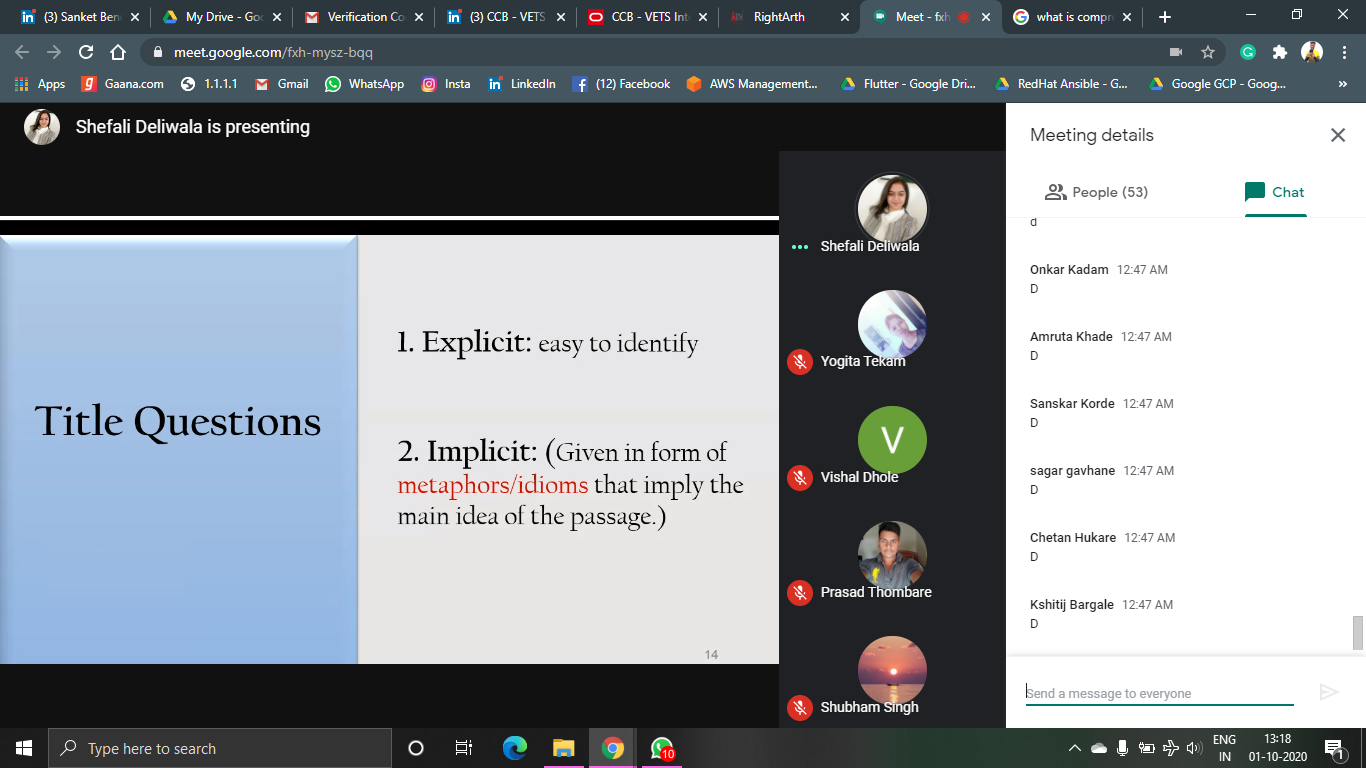 (3) Sanket Ben
My Drive - Goo
Verification Co
(3) CCB - VETS
CCB - VETS Int
RightArth
Meet - fxh
what is compr
meet.google.com/fxh-mysz-bqq
Apps
Gaana.com
1.1.1.1
Gmail
WhatsApp
Insta
LinkedIn
(12) Facebook
AWS Management...
Flutter - Google Dri...
RedHat Ansible - G...
Google GCP - Goog...
»
Shefali Deliwala is presenting
Title Questions
1. Explicit: easy to identify
2. Implicit: (Given in form of
metaphors/idioms that imply the
main idea of the passage.)
14
Shefali Deliwala
Yogita Tekam
V
Vishal Dhole
Prasad Thombare
Shubham Singh
Meeting details
People (53)
Chat
d
Onkar Kadam 12:47 AM
D
Amruta Khade 12:47 AM
D
Sanskar Korde 12:47 AM
D
sagar gavhane 12:47 AM
D
Chetan Hukare 12:47 AM
D
Kshitij Bargale 12:47 AM
D
Send a message to everyone
Type here to search
10
ENG
IN
13:18
01-10-2020
1